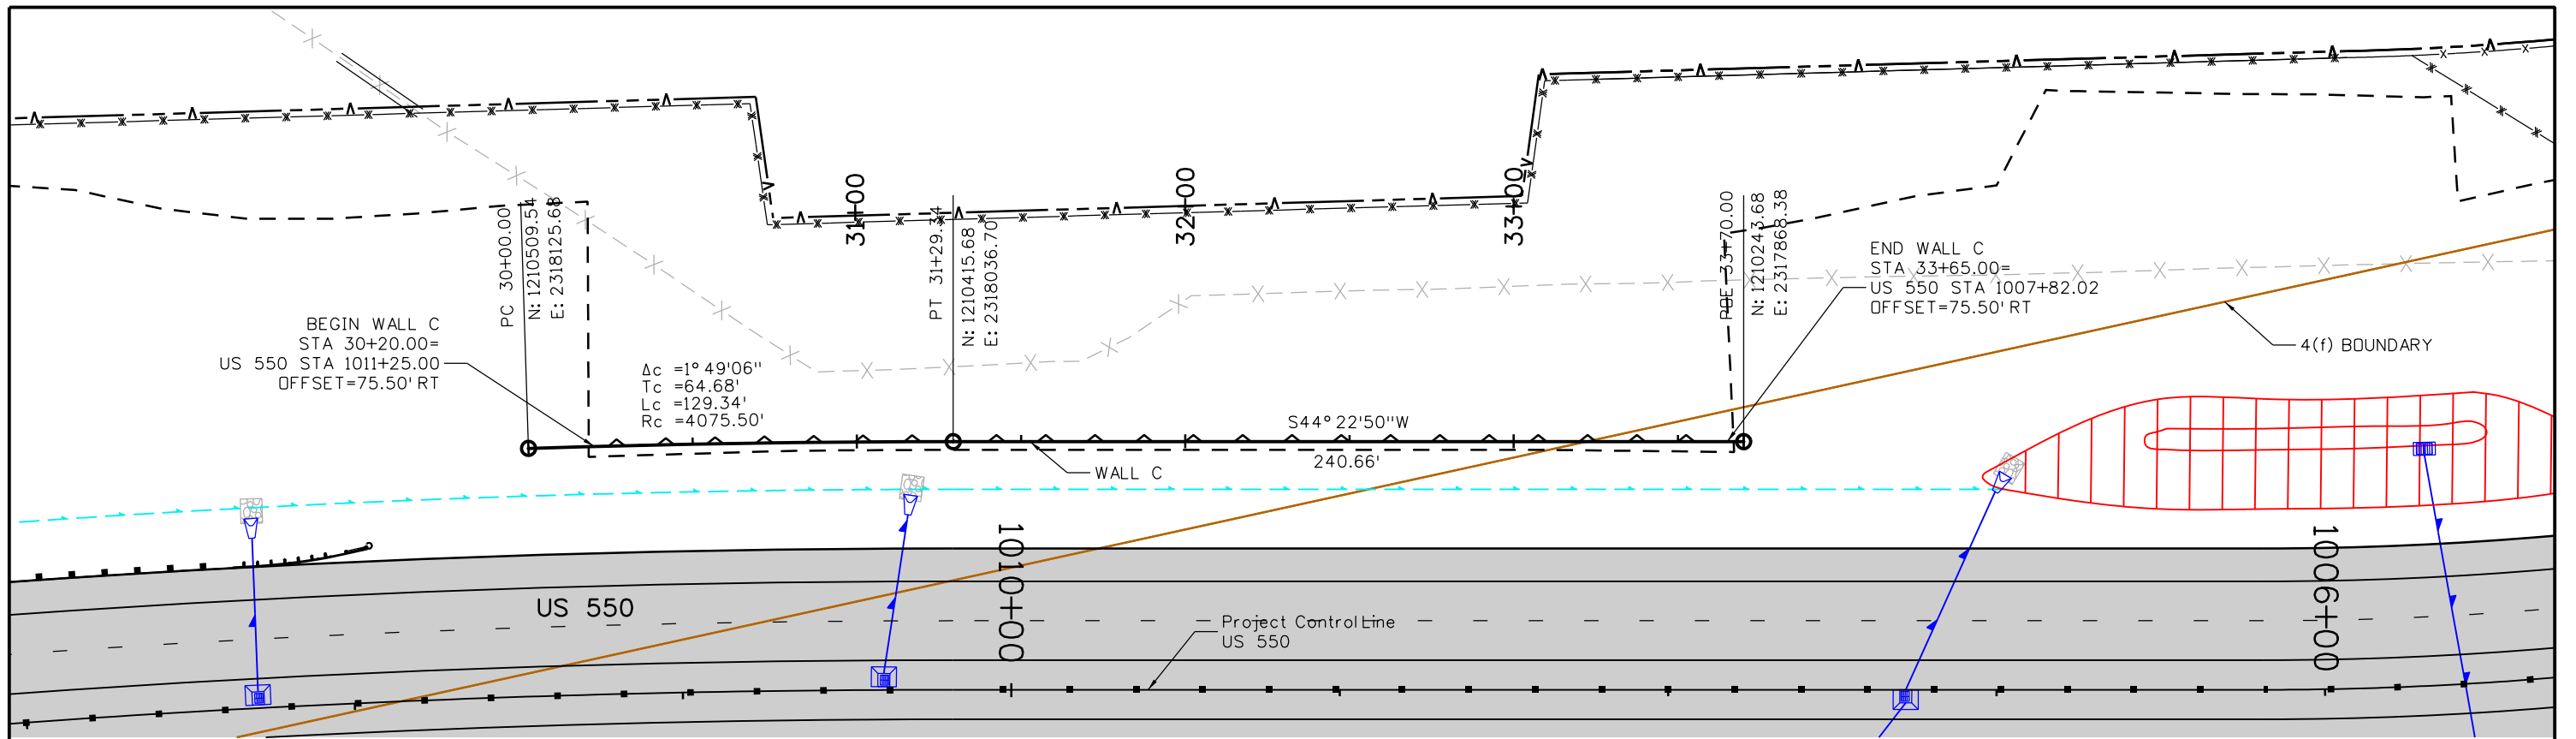 BEGIN WALL C
STA 30+20.00=
US 550 STA 1011+25.00
OFFSET=75.50' RT
PC 30+00.00
N: 1210509.54
E: 2318125.68
Δc =1°49'06"
Tc =64.68'
Lc =129.34'
Rc =4075.50'
31+00
PT 31+29.34
N: 1210415.68
E: 2318036.70
32+00
33+00
S44°22'50"W
240.66'
WALL C
POE 33+70.00
N: 1210243.68
E: 2317868.38
END WALL C
STA 33+65.00=
US 550 STA 1007+82.02
OFFSET=75.50' RT
4(f) BOUNDARY
US 550
1010+00
Project Control Line
US 550
1006+00